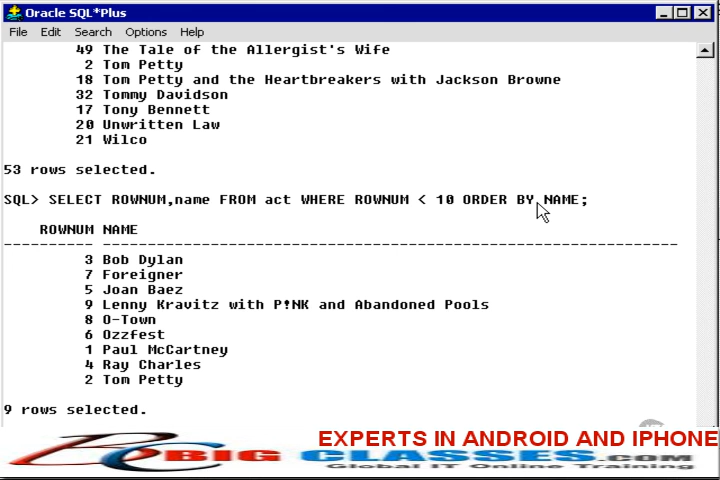 Oracle SQL*Plus
File Edit Search Options Help
49 The Tale of the Allergist's Wife
2 Tom Petty
18 Tom Petty and the Heartbreakers with Jackson Browne
32 Tommy Davidson
17 Tony Bennett
20 Unwritten Law
21 Wilco
53 rows selected.
SQL> SELECT ROWNUM,name FROM act WHERE ROWNUM < 10 ORDER BY NAME;
ROWNUM NAME
---------- ----------------------------------------------------------------
3 Bob Dylan
7 Foreigner
5 Joan Baez
9 Lenny Kravitz with P!NK and Abandoned Pools
8 O-Town
6 Ozzfest
1 Paul McCartney
4 Ray Charles
2 Tom Petty
9 rows selected.
EXPERTS IN ANDROID AND IPHONE
BIG CLASSES.COM
Global IT Online Training